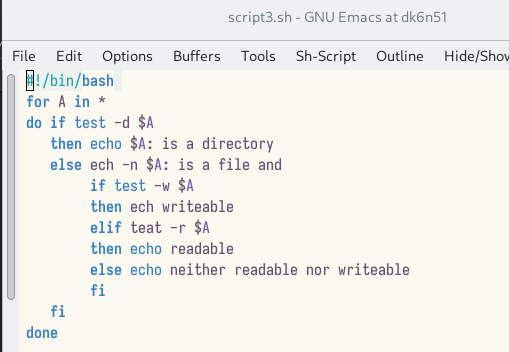 script3.sh - GNU Emacs at dk6n51
File Edit Options Buffers Tools Sh-Script Outline Hide/Show
#!/bin/bash
for A in *
do if test -d $A
then echo $A: is a directory
else ech -n $A: is a file and
if test -w $A
then ech writeable
elif teat -r $A
then echo readable
else echo neither readable nor writeable
fi
fi
done